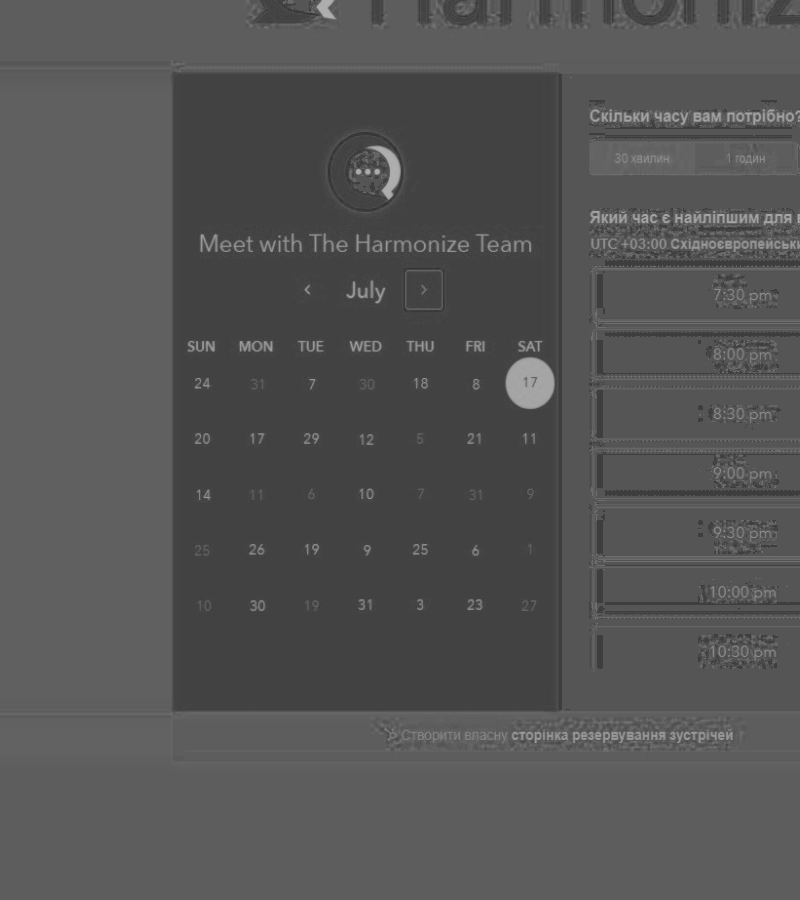 Harmoniz
Meet with The Harmonize Team
July
SUN MON TUE WED THU FRI SAT
24 31 7 30 18 8 17
20 17 29 12 5 21 11
14 11 6 10 7 31 9
25 26 19 9 25 6 1
10 30 19 31 3 23 27
Скільки часу вам потрібно?
30 хвилин 1 годин
Який час є найліпшим для
UTC +03:00 Східноєвропейськи
7:30 pm
8:00 pm
8:30 pm
9:00 pm
9:30 pm
10:00 pm
10:30 pm
Створити власну сторінка резервування зустрічей